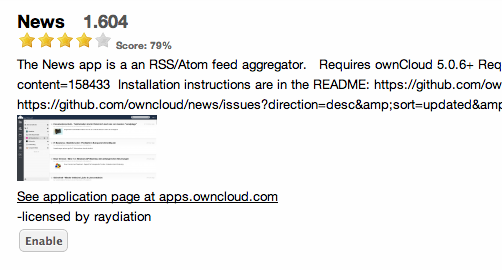 News 1.604
Score: 79%
The News app is a an RSS/Atom feed aggregator. Requires ownCloud 5.0.6+ Req
content=158433 Installation instructions are in the README: https://github.com/ow
https://github.com/owncloud/news/issues?direction=desc&amp;sort=updated&amp
See application page at apps.owncloud.com
-licensed by raydiation
Enable